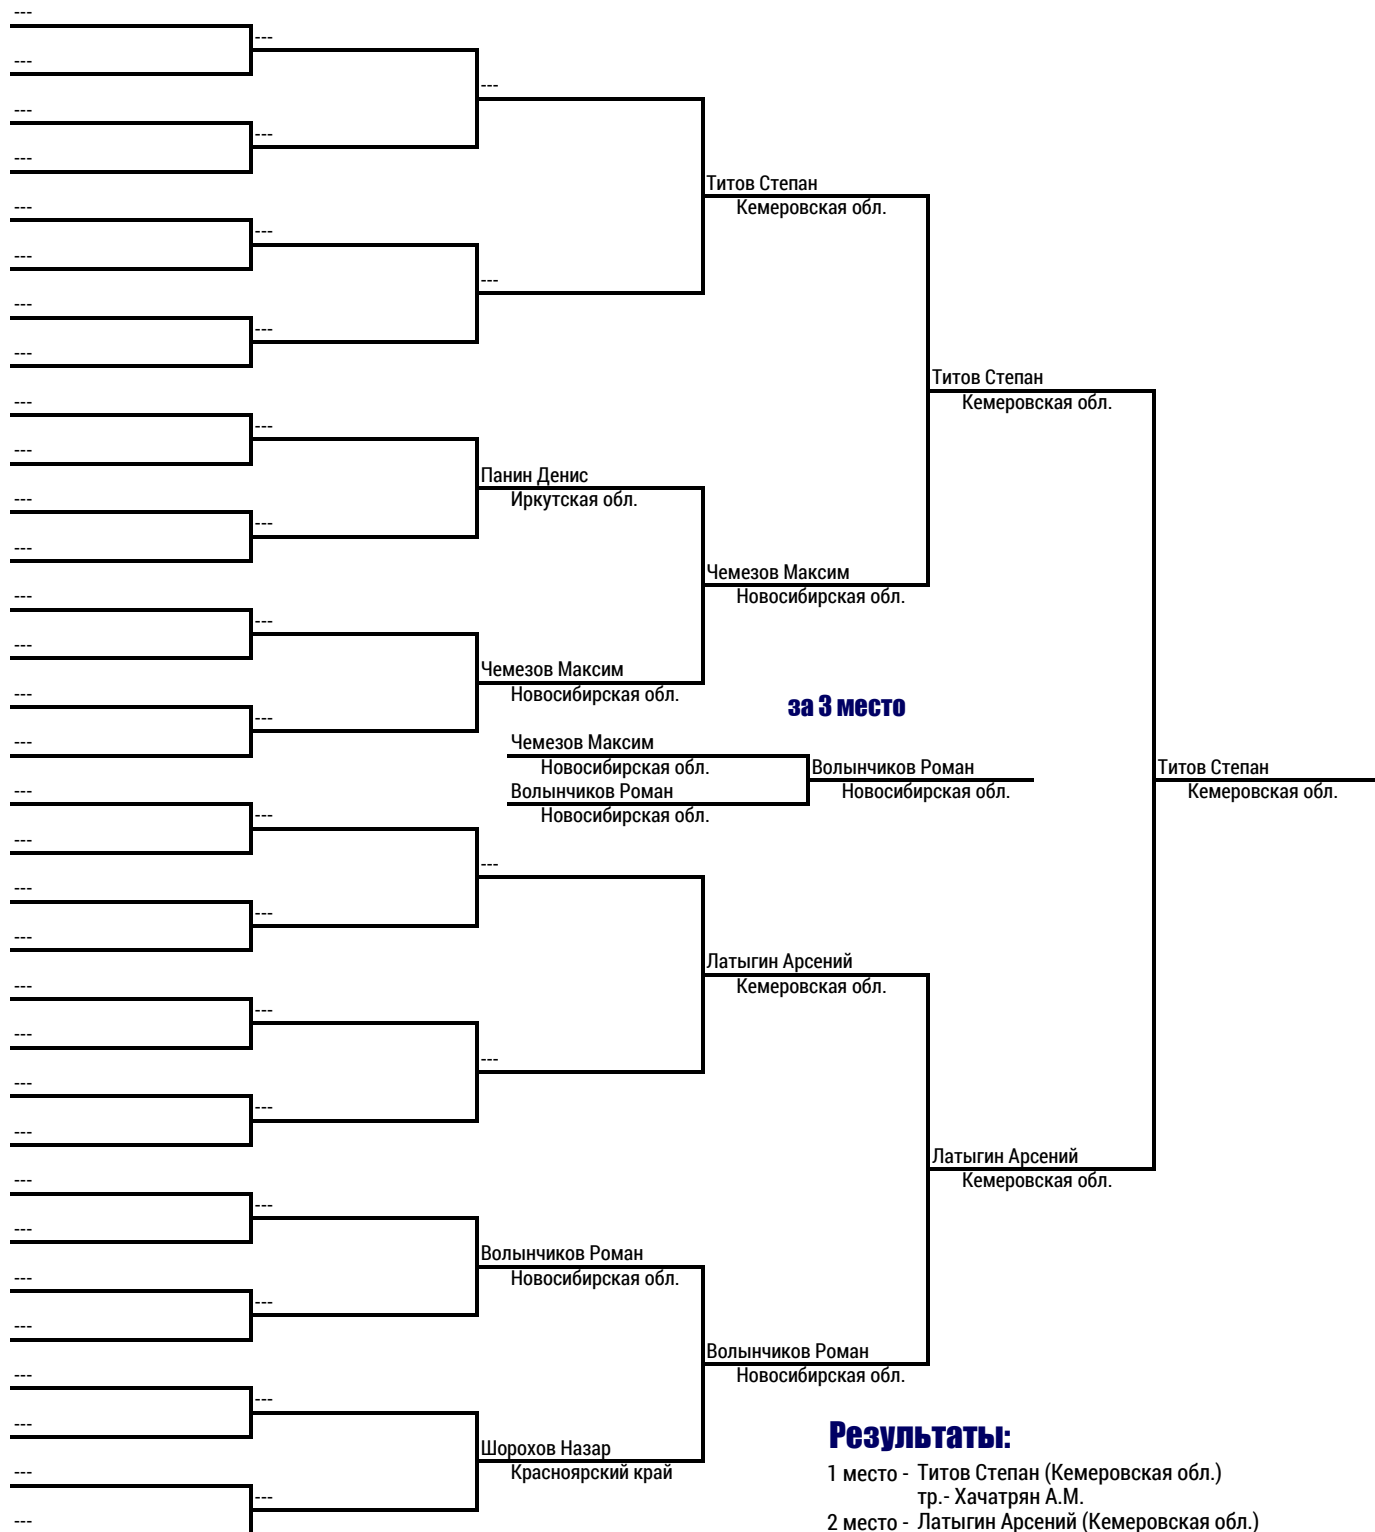 ---
---
---
---
---
---
---
---
---
---
---
Титов Степан
Кемеровская обл.
---
---
---
---
---
---
---
Титов Степан
Кемеровская обл.
---
---
---
Панин Денис
Иркутская обл.
---
---
---
Чемезов Максим
Новосибирская обл.
---
---
---
Чемезов Максим
Новосибирская обл.
---
---
---
за 3 место
Чемезов Максим
Новосибирская обл.
Волынчиков Роман
Новосибирская обл.
Волынчиков Роман
Новосибирская обл.
Титов Степан
Кемеровская обл.
---
---
---
---
---
---
---
Латыгин Арсений
Кемеровская обл.
---
---
---
---
---
---
---
Латыгин Арсений
Кемеровская обл.
---
---
---
Волынчиков Роман
Новосибирская обл.
---
---
---
Волынчиков Роман
Новосибирская обл.
---
---
---
Шорохов Назар
Красноярский край
---
---
---
Результаты:
1 место - Титов Степан (Кемеровская обл.)
тр.- Хачатрян А.М.
2 место - Латыгин Арсений (Кемеровская обл.)